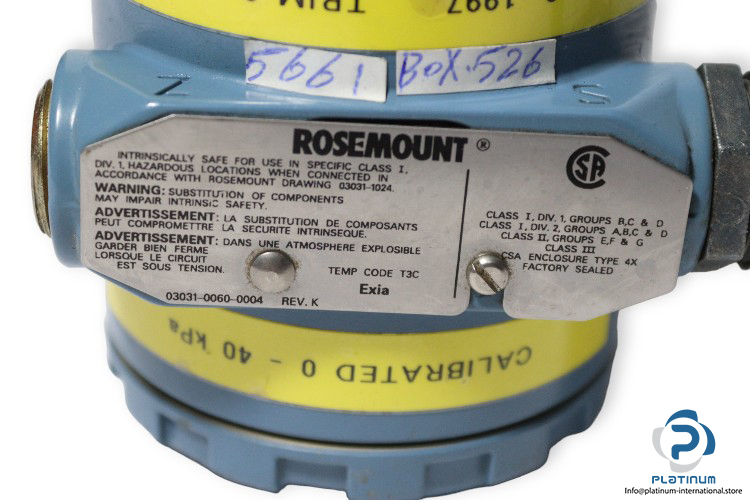 1997
TRIM
5661
BOX.526
N
S
ROSEMOUNT ®
INTRINSICALLY SAFE FOR USE IN SPECIFIC CLASS I,
DIV. 1, HAZARDOUS LOCATIONS WHEN CONNECTED IN
ACCORDANCE WITH ROSEMOUNT DRAWING 03031-1024.
WARNING: SUBSTITUTION OF COMPONENTS
MAY IMPAIR INTRINSIC SAFETY.
ADVERTISSEMENT: LA SUBSTITUTION DE COMPOSANTS
PEUT COMPROMETTRE LA SECURITE INTRINSEQUE.
ADVERTISSEMENT: DANS UNE ATMOSPHERE EXPLOSIBLE
GARDER BIEN FERME
LORSQUE LE CIRCUIT
EST SOUS TENSION.
TEMP CODE T3C
Exia
03031-0060-0004 REV. K
SA
CLASS I, DIV. 1, GROUPS B,C & D
CLASS I, DIV. 2, GROUPS A,B,C & D
CLASS II, GROUPS E,F & G
CLASS III
CSA ENCLOSURE TYPE 4X
FACTORY SEALED
CALIBRATED 0 - 40 kPa
PLATINUM
Info@platinum-international.store